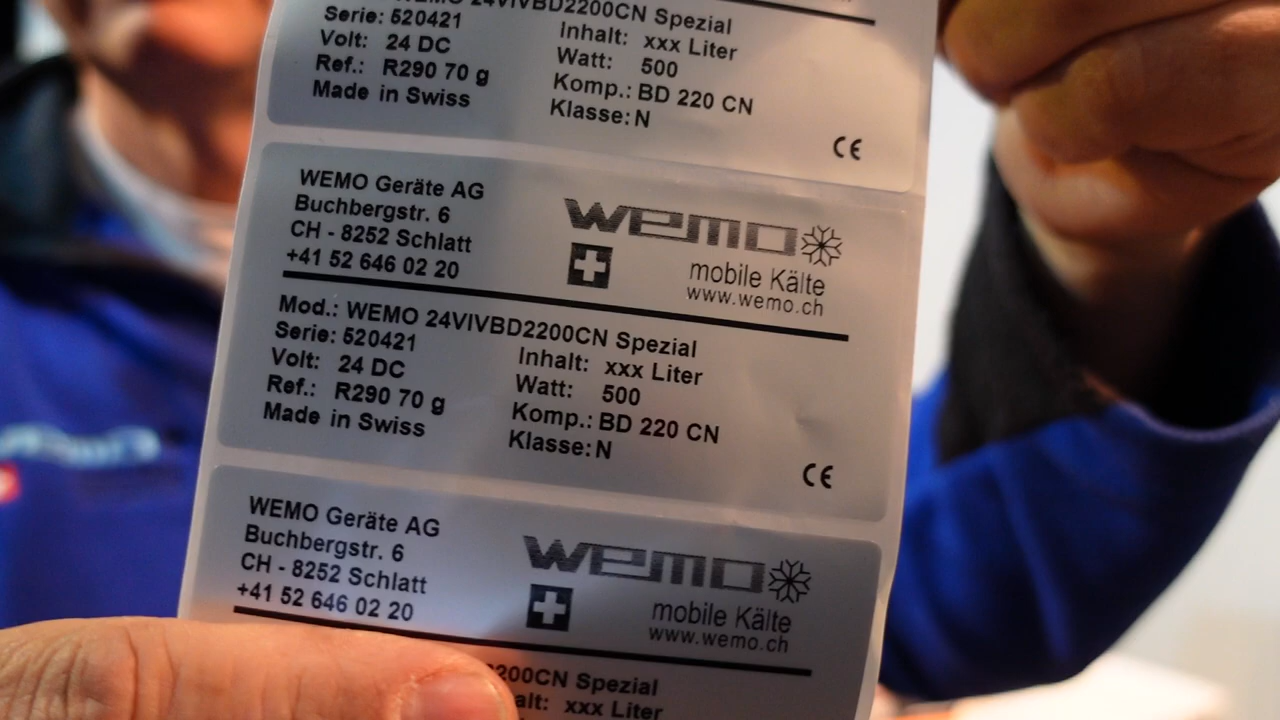 WEMO 24VIVBD2200CN Spezial
Serie: 520421
Volt: 24 DC
Ref.: R290 70 g
Made in Swiss
Inhalt: xxx Liter
Watt: 500
Komp.: BD 220 CN
Klasse: N
CE
WEMO Geräte AG
Buchbergstr. 6
CH - 8252 Schlatt
+41 52 646 02 20
wemo
mobile Kälte
www.wemo.ch
Mod.: WEMO 24VIVBD2200CN Spezial
Serie: 520421
Volt: 24 DC
Ref.: R290 70 g
Made in Swiss
Inhalt: xxx Liter
Watt: 500
Komp.: BD 220 CN
Klasse: N
CE
WEMO Geräte AG
Buchbergstr. 6
CH - 8252 Schlatt
+41 52 646 02 20
wemo
mobile Kälte
www.wemo.ch
2200CN Spezial
alt: xxx Liter